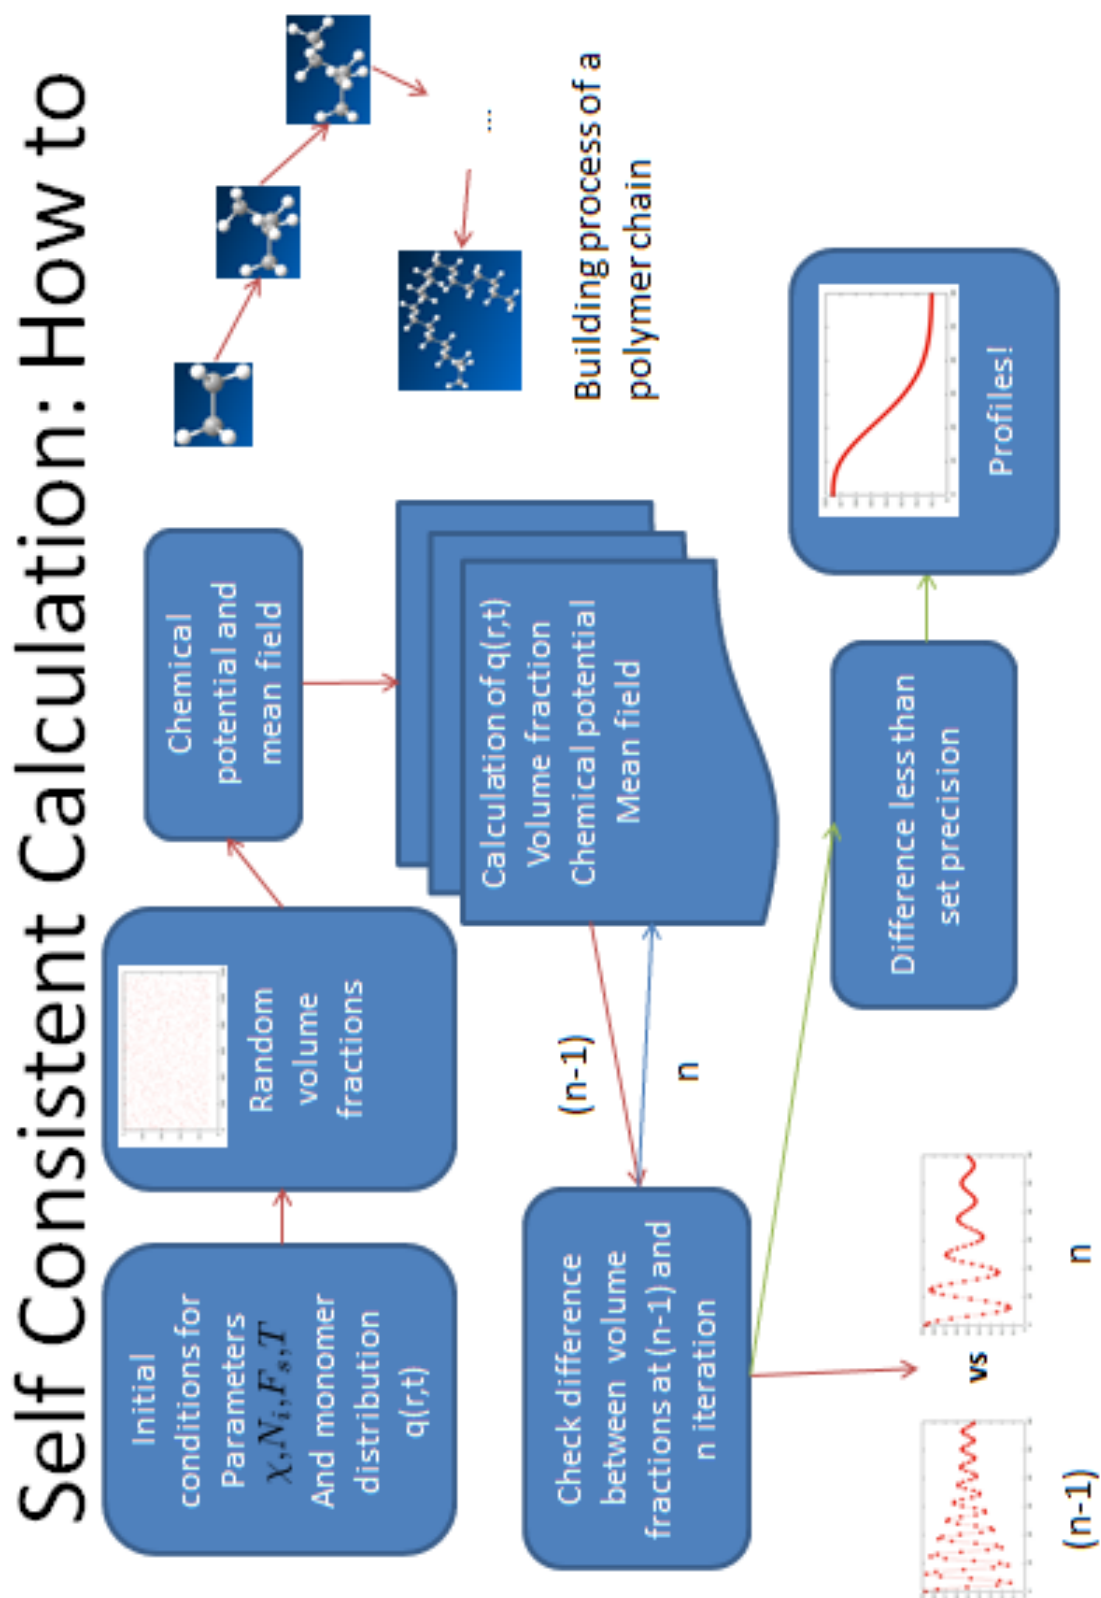 Self Consistent Calculation: How to
Initial
conditions for
Parameters
χ,N_i,F_s,T
And monomer
distribution
q(r,t)
Random
volume
fractions
Chemical
potential and
mean field
...
Building process of a
polymer chain
Calculation of q(r,t)
Volume fraction
Chemical potential
Mean field
(n-1)
n
Check difference
between volume
fractions at (n-1) and
n iteration
(n-1)
vs
n
Difference less than
set precision
Profiles!